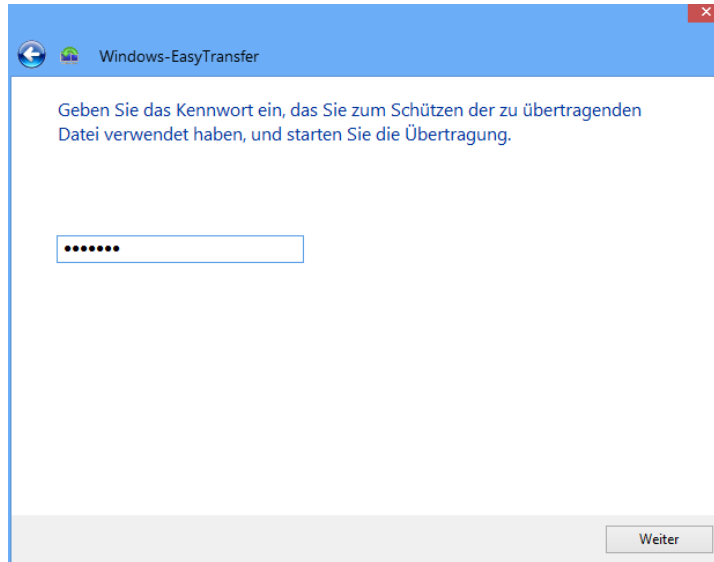 Windows-EasyTransfer
Geben Sie das Kennwort ein, das Sie zum Schützen der zu übertragenden
Datei verwendet haben, und starten Sie die Übertragung.
•••••••
Weiter